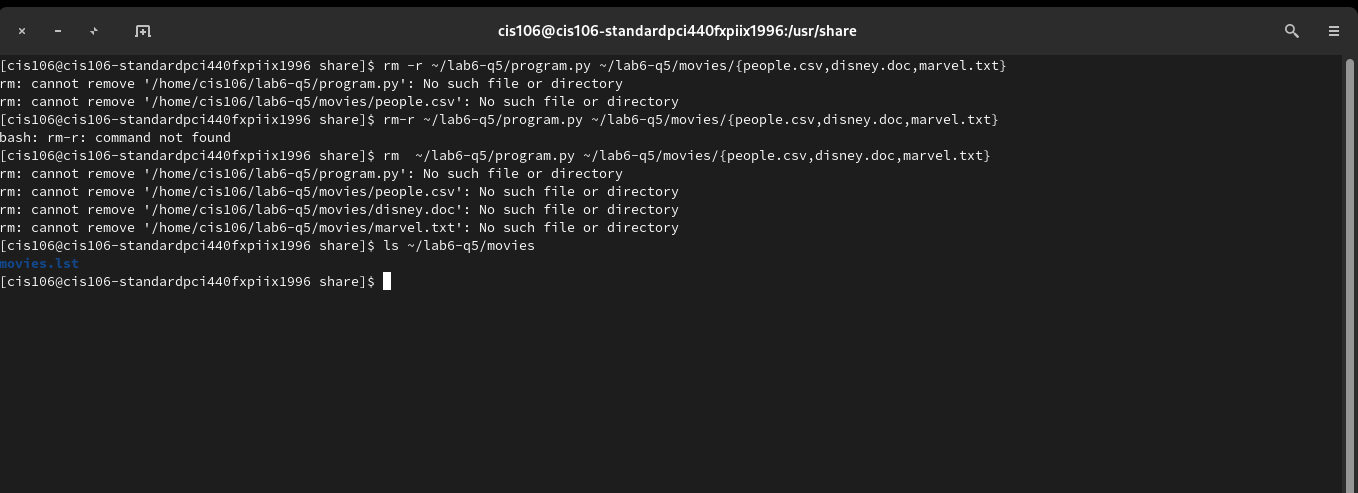 cis106@cis106-standardpci440fxpiix1996:/usr/share
[cis106@cis106-standardpci440fxpiix1996 share]$ rm -r ~/lab6-q5/program.py ~/lab6-q5/movies/{people.csv,disney.doc,marvel.txt}
rm: cannot remove '/home/cis106/lab6-q5/program.py': No such file or directory
rm: cannot remove '/home/cis106/lab6-q5/movies/people.csv': No such file or directory
[cis106@cis106-standardpci440fxpiix1996 share]$ rm-r ~/lab6-q5/program.py ~/lab6-q5/movies/{people.csv,disney.doc,marvel.txt}
bash: rm-r: command not found
[cis106@cis106-standardpci440fxpiix1996 share]$ rm  ~/lab6-q5/program.py ~/lab6-q5/movies/{people.csv,disney.doc,marvel.txt}
rm: cannot remove '/home/cis106/lab6-q5/program.py': No such file or directory
rm: cannot remove '/home/cis106/lab6-q5/movies/people.csv': No such file or directory
rm: cannot remove '/home/cis106/lab6-q5/movies/disney.doc': No such file or directory
rm: cannot remove '/home/cis106/lab6-q5/movies/marvel.txt': No such file or directory
[cis106@cis106-standardpci440fxpiix1996 share]$ ls ~/lab6-q5/movies
movies.lst
[cis106@cis106-standardpci440fxpiix1996 share]$